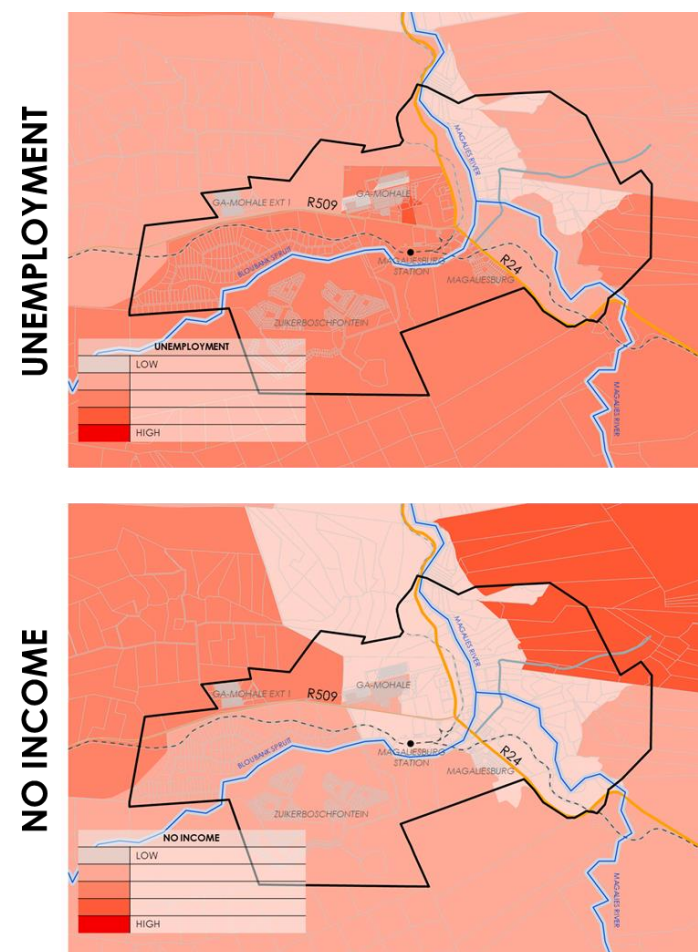 UNEMPLOYMENT
MAGALIES RIVER
GA-MOHALE
GA-MOHALE EXT 1
R509
BLOUBANK SPRUIT
MAGALIESBURG
STATION
R24
MAGALIESBURG
ZUIKERBOSCHFONTEIN
MAGALIES RIVER
UNEMPLOYMENT
LOW
HIGH
NO INCOME
MAGALIES RIVER
GA-MOHALE
GA-MOHALE EXT 1
R509
BLOUBANK SPRUIT
MAGALIESBURG
STATION
R24
MAGALIESBURG
ZUIKERBOSCHFONTEIN
MAGALIES RIVER
NO INCOME
LOW
HIGH